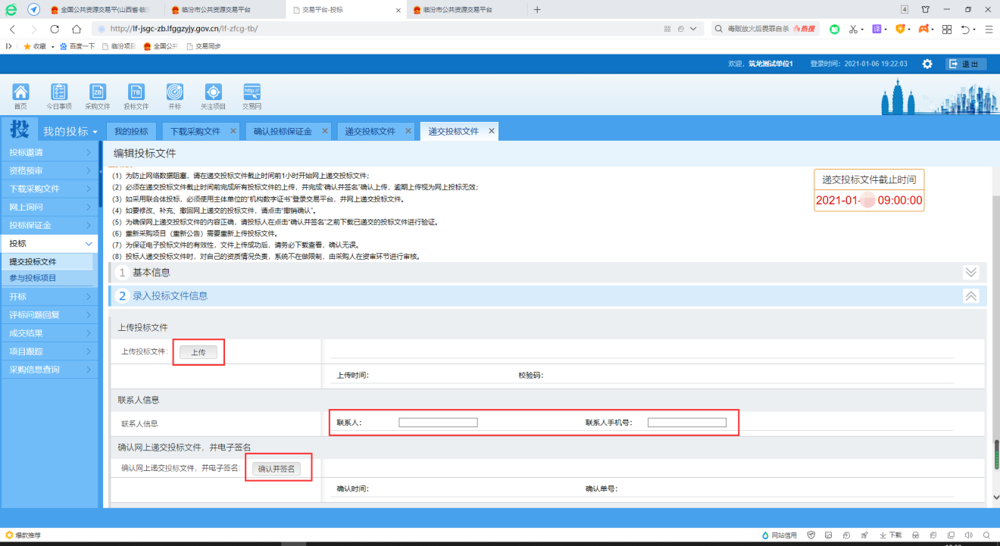 全国公共资源交易平(山西省·临汾
临汾市公共资源交易平台
交易平台-投标
临汾市公共资源交易平台
4
http://lf-jsgc-zb.lfggzyjy.gov.cn/lf-zfcg-tb/
毒贩放火后畏罪自杀
热搜
收藏
百度一下
临汾项目
全国公共
交易同步
欢迎,
筑龙测试单位1
登录时间: 2021-01-06 19:22:03
退出
首页
今日事项
采购文件
投标文件
开标
关注项目
交易网
投
我的投标
我的投标
下载采购文件
确认投标保证金
递交投标文件
递交投标文件
投标邀请
资格预审
下载采购文件
网上询问
投标保证金
投标
提交投标文件
参与投标项目
开标
评标问题回复
成交结果
项目跟踪
采购信息查询
编辑投标文件
(1) 为防止网络数据阻塞, 请在递交投标文件截止时间前1小时开始网上递交投标文件;
(2) 必须在递交投标文件截止时间前完成所有投标文件的上传, 并完成“确认并签名”确认上传, 逾期上传视为网上投标无效;
(3) 如采用联合体投标, 必须使用主体单位的“机构数字证书”登录交易平台, 并网上递交投标文件。
(4) 如要修改、补充、撤回网上递交的投标文件, 请点击“撤销确认”。
(5) 为确保网上递交投标文件的内容正确, 请投标人在点击“确认并签名”之前下载已递交的投标文件进行验证。
(6) 重新采购项目 (重新公告) 需要重新上传投标文件。
(7) 为保证电子投标文件的有效性, 文件上传成功后, 请务必下载查看, 确认无误。
(8) 投标人递交投标文件时, 对自己的资质情况负责, 系统不在做限制, 由采购人在资审环节进行审核。
递交投标文件截止时间
2021-01- 09:00:00
1 基本信息
2 录入投标文件信息
上传投标文件
上传投标文件:
上传
上传时间:
校验码:
联系人信息
联系人信息
联系人:
联系人手机号:
确认网上递交投标文件, 并电子签名
确认网上递交投标文件, 并电子签名:
确认并签名
确认时间:
确认单号:
爆款推荐
网站信用
下载